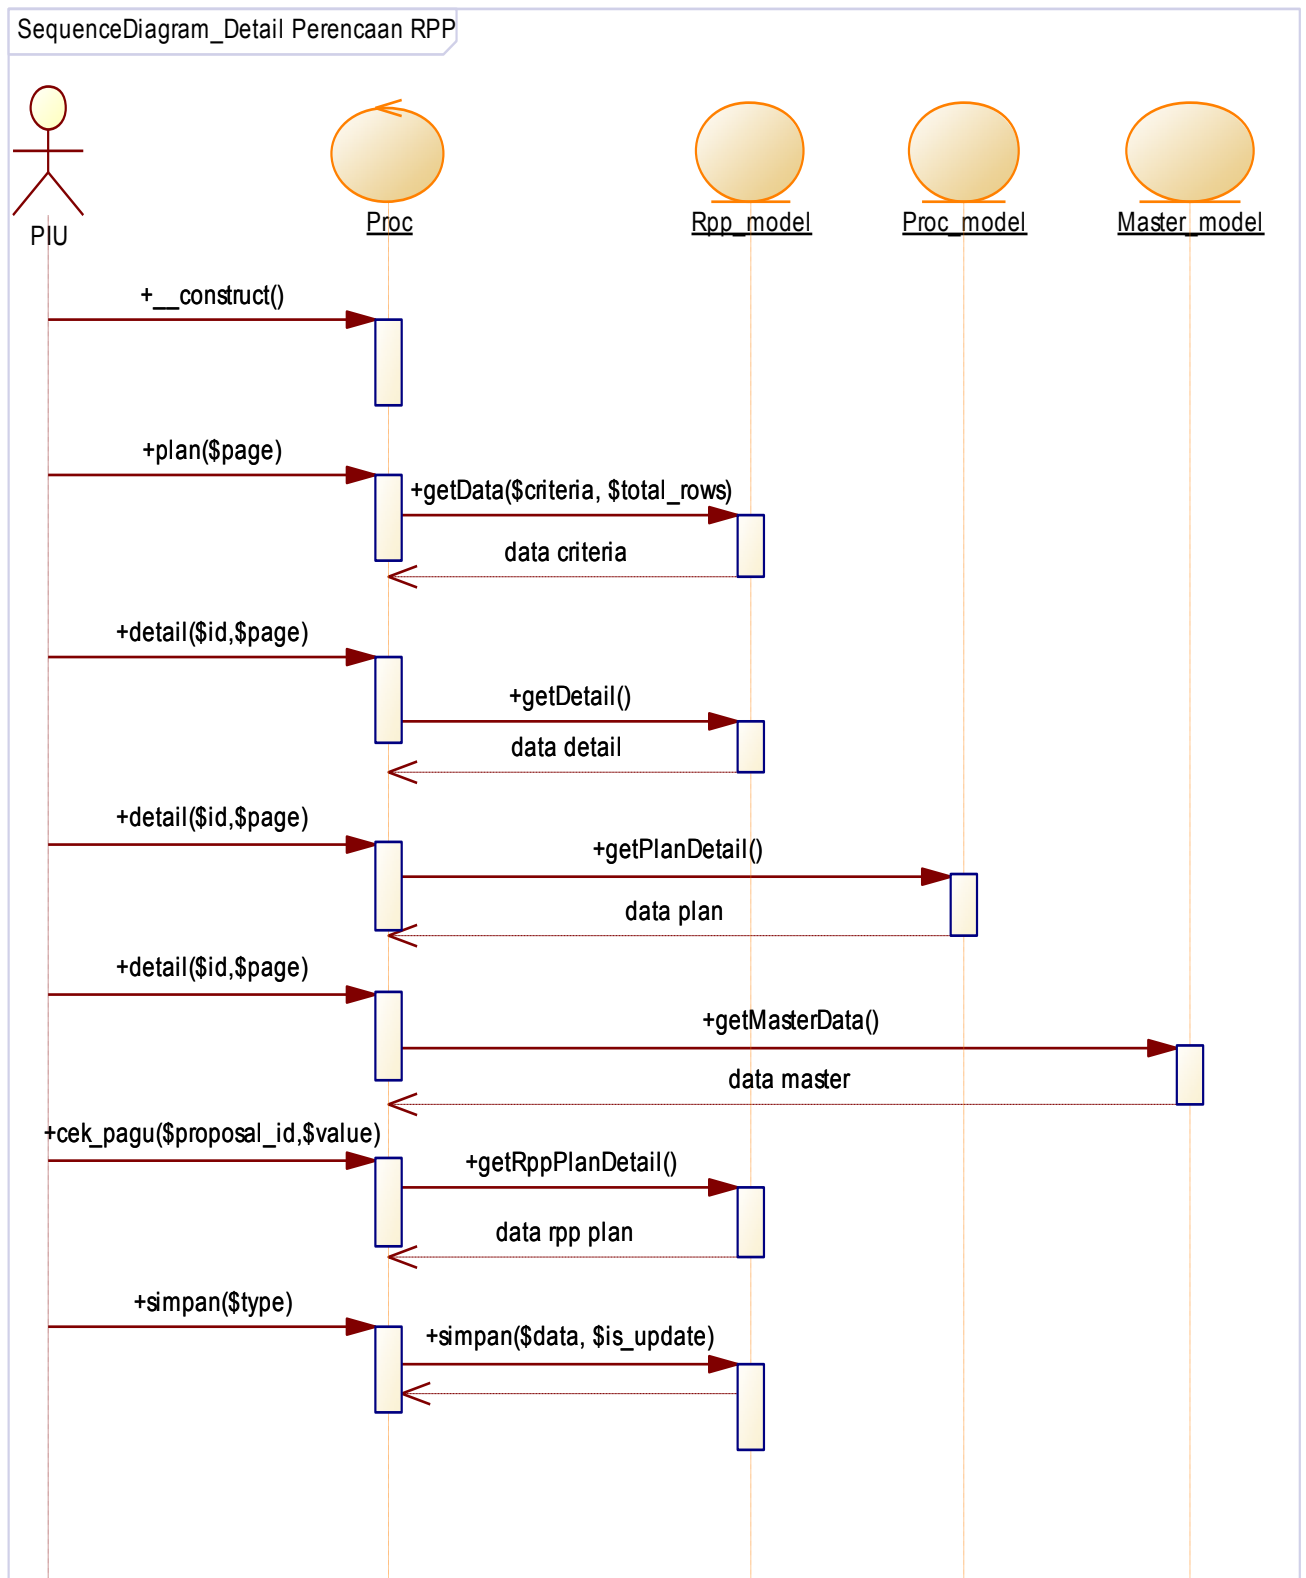 SequenceDiagram_Detail Perencaan RPP
PIU
Proc
Rpp_model
Proc_model
Master_model
+__construct()
+plan($page)
+getData($criteria, $total_rows)
data criteria
+detail($id,$page)
+getDetail()
data detail
+detail($id,$page)
+getPlanDetail()
data plan
+detail($id,$page)
+getMasterData()
data master
+cek_pagu($proposal_id,$value)
+getRppPlanDetail()
data rpp plan
+simpan($type)
+simpan($data, $is_update)